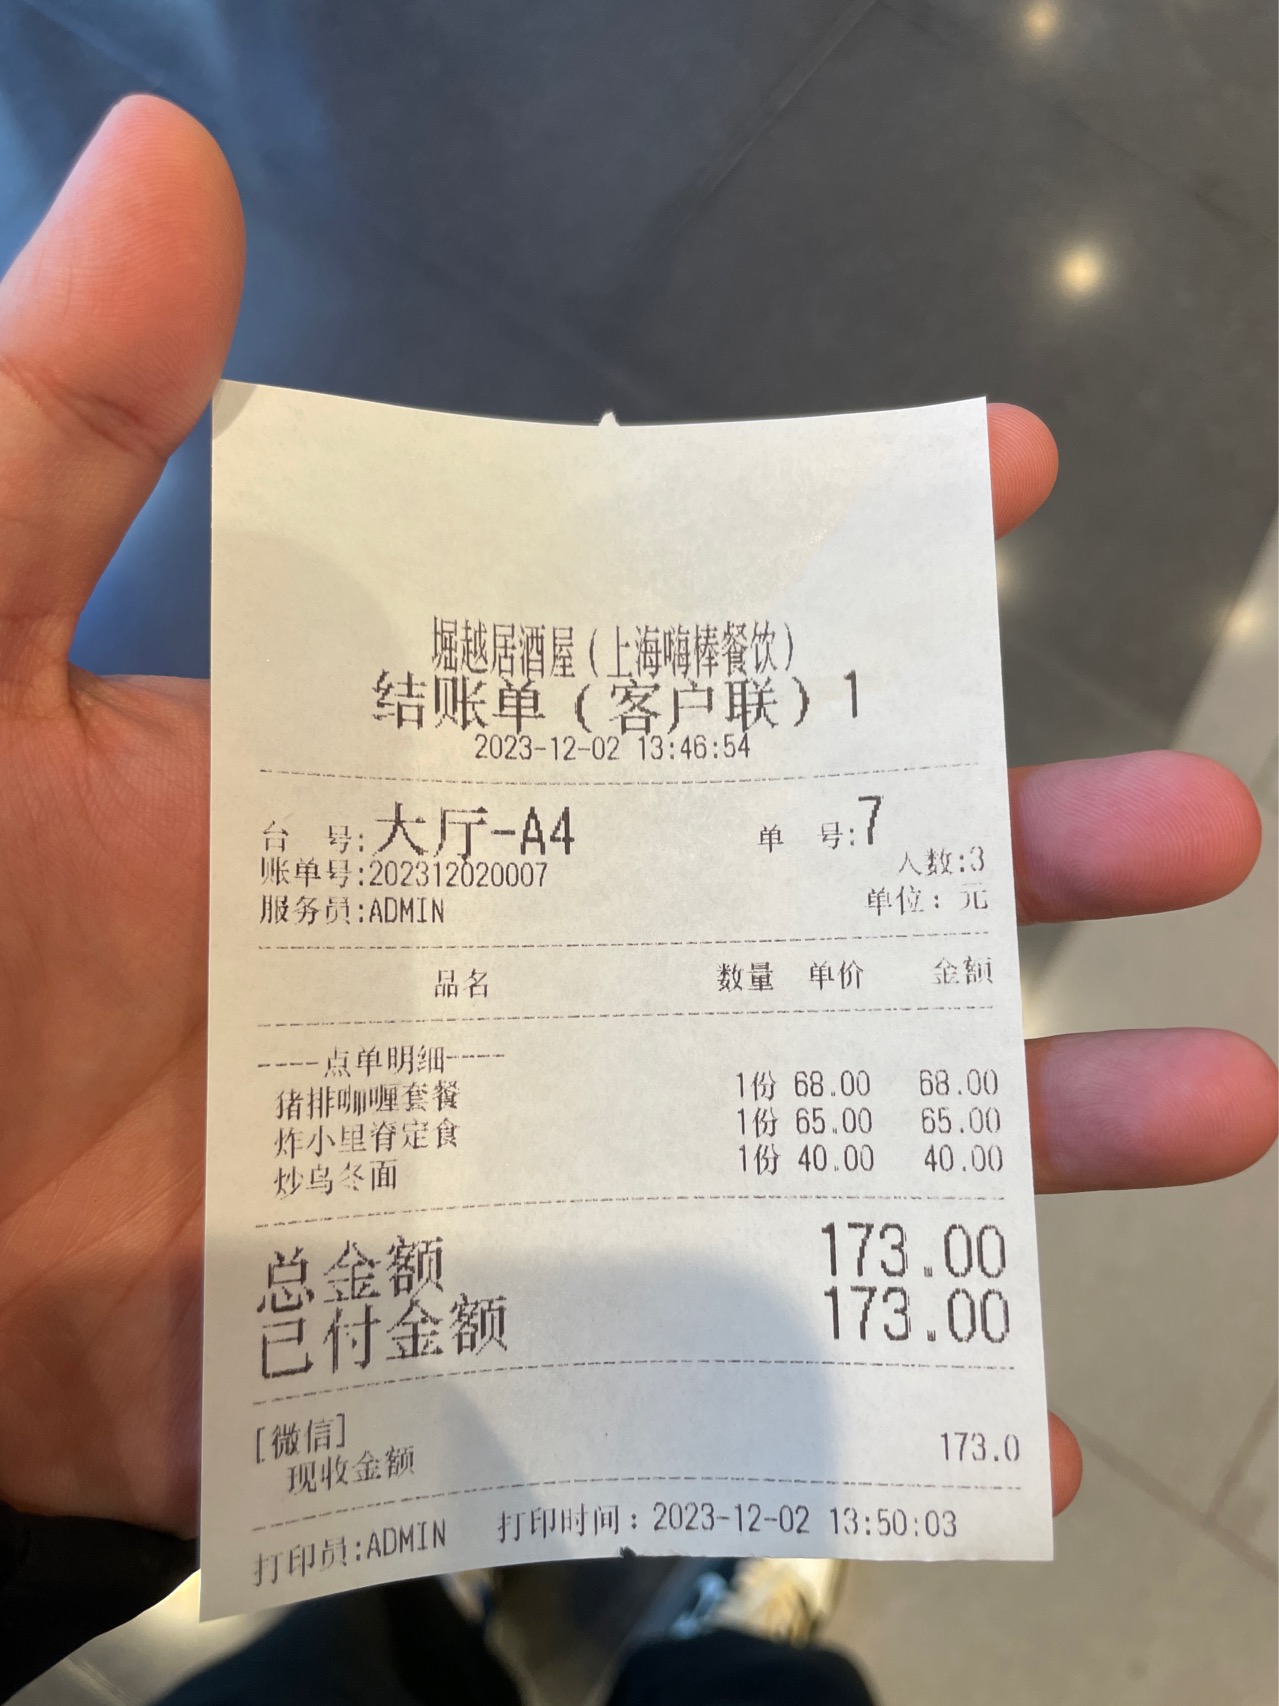 堀越居酒屋(上海嗨棒餐饮)
结账单(客户联)1
2023-12-02 13:46:54
台 号:大厅-A4 单 号:7
账单号:202312020007 人数:3
服务员:ADMIN 单位: 元
品名 数量 单价 金额
----点单明细----
猪排咖喱套餐 1份 68.00 68.00
炸小里脊定食 1份 65.00 65.00
炒乌冬面 1份 40.00 40.00
总金额 173.00
已付金额 173.00
[微信]
现收金额 173.0
打印员:ADMIN 打印时间:2023-12-02 13:50:03